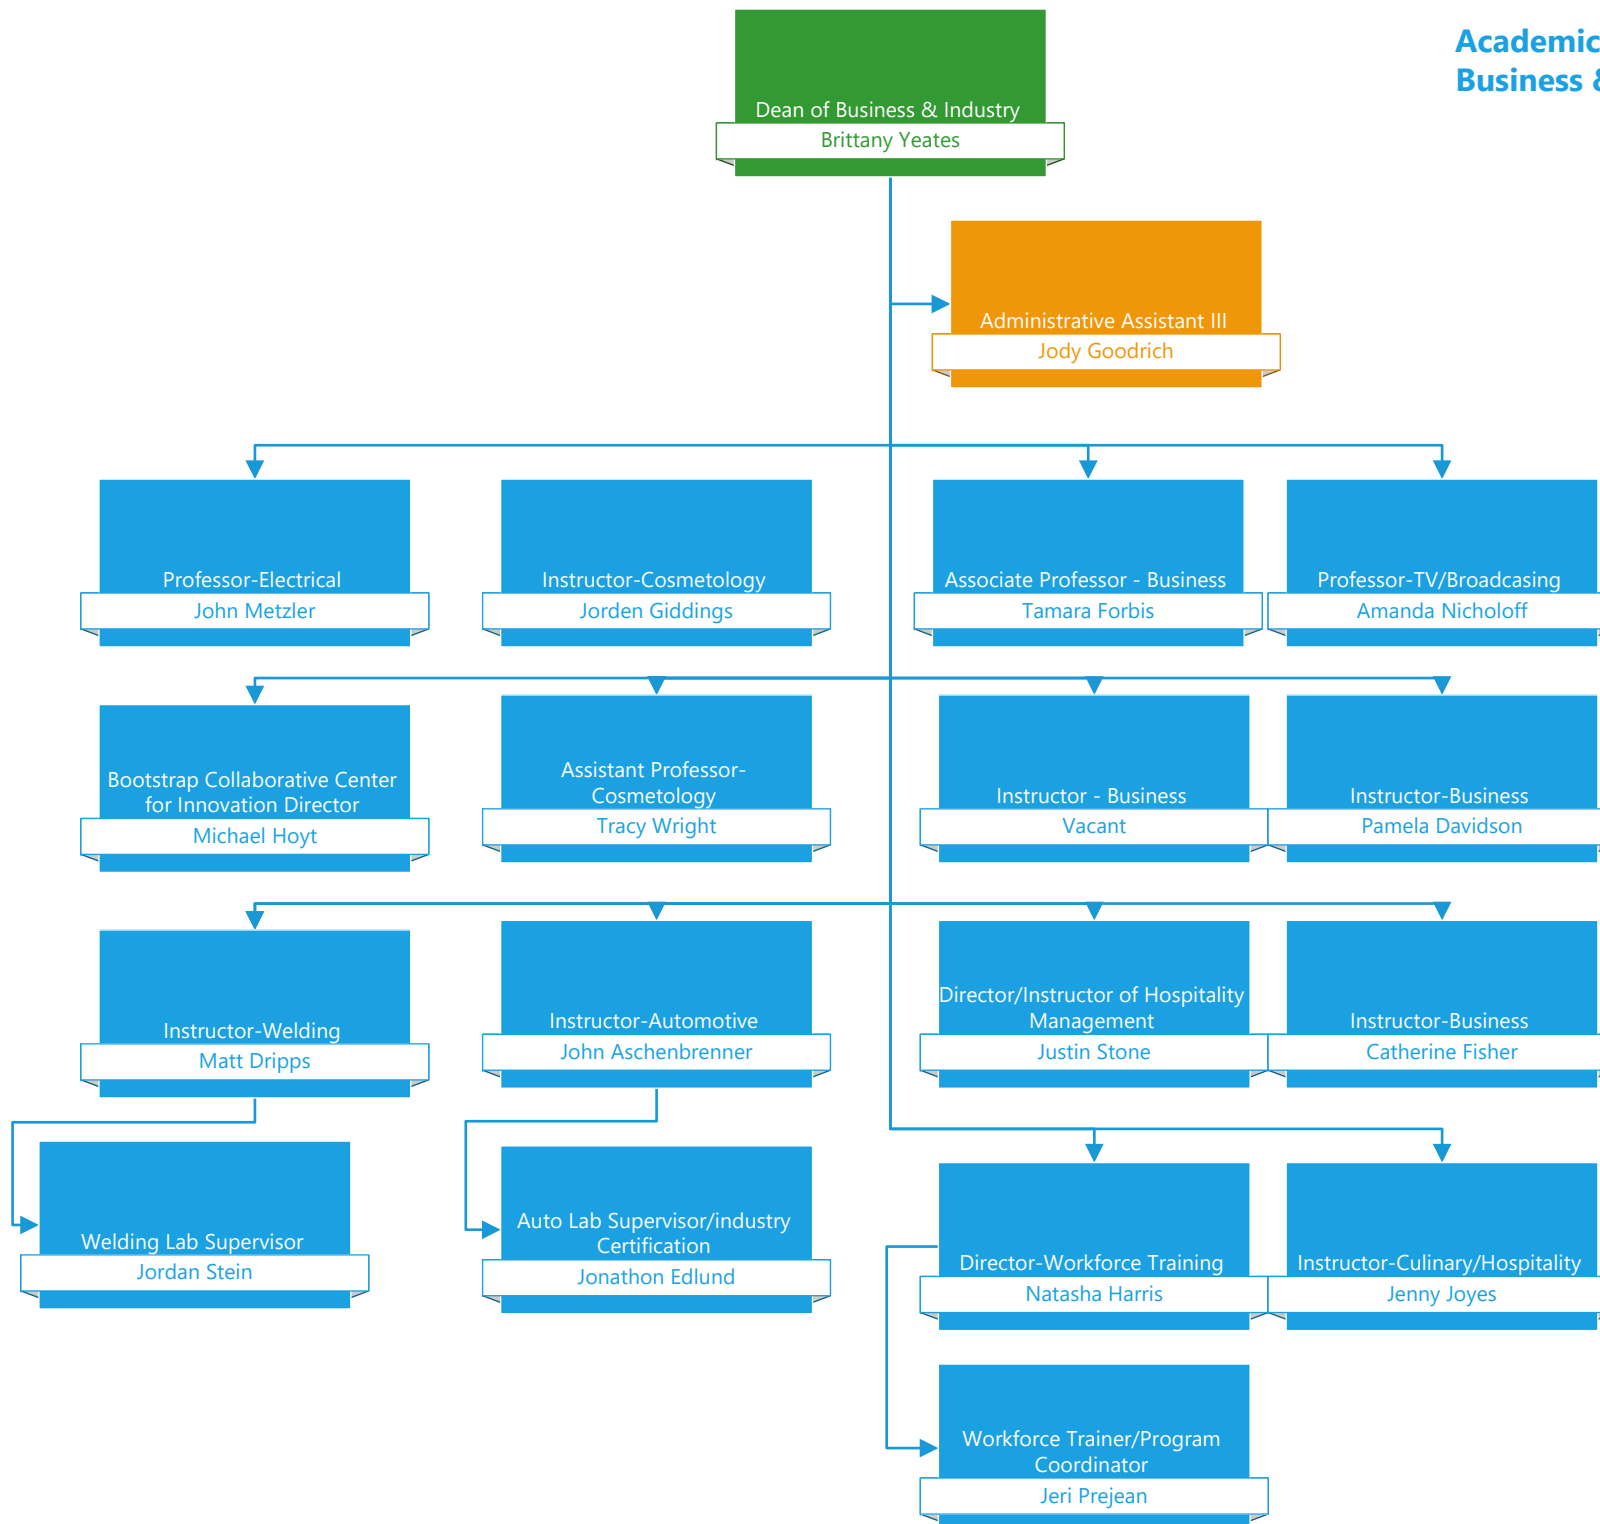 Academic
Business &
Dean of Business & Industry
Brittany Yeates
Administrative Assistant III
Jody Goodrich
Professor-Electrical
John Metzler
Instructor-Cosmetology
Jorden Giddings
Associate Professor - Business
Tamara Forbis
Professor-TV/Broadcasing
Amanda Nicholoff
Bootstrap Collaborative Center
for Innovation Director
Michael Hoyt
Assistant Professor-
Cosmetology
Tracy Wright
Instructor - Business
Vacant
Instructor-Business
Pamela Davidson
Instructor-Welding
Matt Dripps
Instructor-Automotive
John Aschenbrenner
Director/Instructor of Hospitality
Management
Justin Stone
Instructor-Business
Catherine Fisher
Welding Lab Supervisor
Jordan Stein
Auto Lab Supervisor/industry
Certification
Jonathon Edlund
Director-Workforce Training
Natasha Harris
Instructor-Culinary/Hospitality
Jenny Joyes
Workforce Trainer/Program
Coordinator
Jeri Prejean